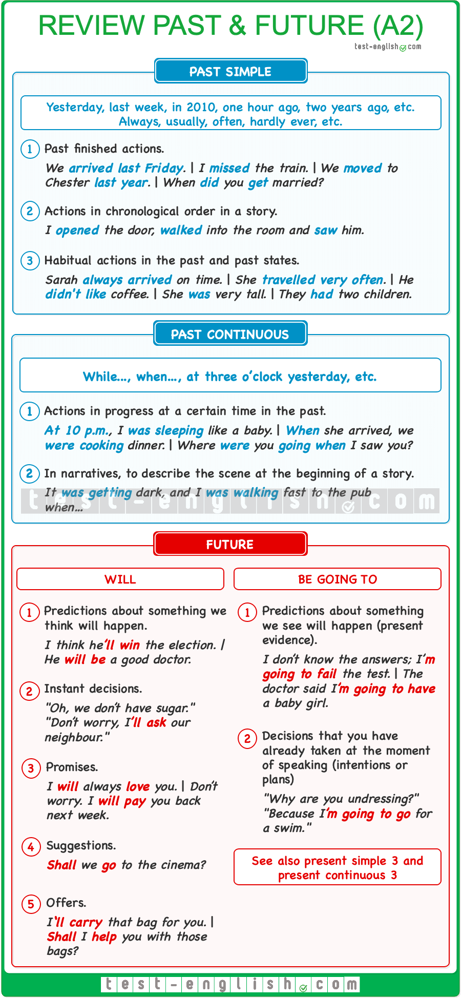 REVIEW PAST & FUTURE (A2)
test-english.com
PAST SIMPLE
Yesterday, last week, in 2010, one hour ago, two years ago, etc.
Always, usually, often, hardly ever, etc.
1 Past finished actions.
We arrived last Friday. | I missed the train. | We moved to
Chester last year. | When did you get married?
2 Actions in chronological order in a story.
I opened the door, walked into the room and saw him.
3 Habitual actions in the past and past states.
Sarah always arrived on time. | She travelled very often. | He
didn't like coffee. | She was very tall. | They had two children.
PAST CONTINUOUS
While..., when..., at three o'clock yesterday, etc.
1 Actions in progress at a certain time in the past.
At 10 p.m., I was sleeping like a baby. | When she arrived, we
were cooking dinner. | Where were you going when I saw you?
2 In narratives, to describe the scene at the beginning of a story.
It was getting dark, and I was walking fast to the pub
when...
test-english.com
FUTURE
WILL
1 Predictions about something we
think will happen.
I think he'll win the election. |
He will be a good doctor.
2 Instant decisions.
"Oh, we don't have sugar."
"Don't worry, I'll ask our
neighbour."
3 Promises.
I will always love you. | Don't
worry. I will pay you back
next week.
4 Suggestions.
Shall we go to the cinema?
5 Offers.
I'll carry that bag for you. |
Shall I help you with those
bags?
BE GOING TO
1 Predictions about something
we see will happen (present
evidence).
I don't know the answers; I'm
going to fail the test. | The
doctor said I'm going to have
a baby girl.
2 Decisions that you have
already taken at the moment
of speaking (intentions or
plans)
"Why are you undressing?"
"Because I'm going to go for
a swim."
See also present simple 3 and
present continuous 3
test-english.com